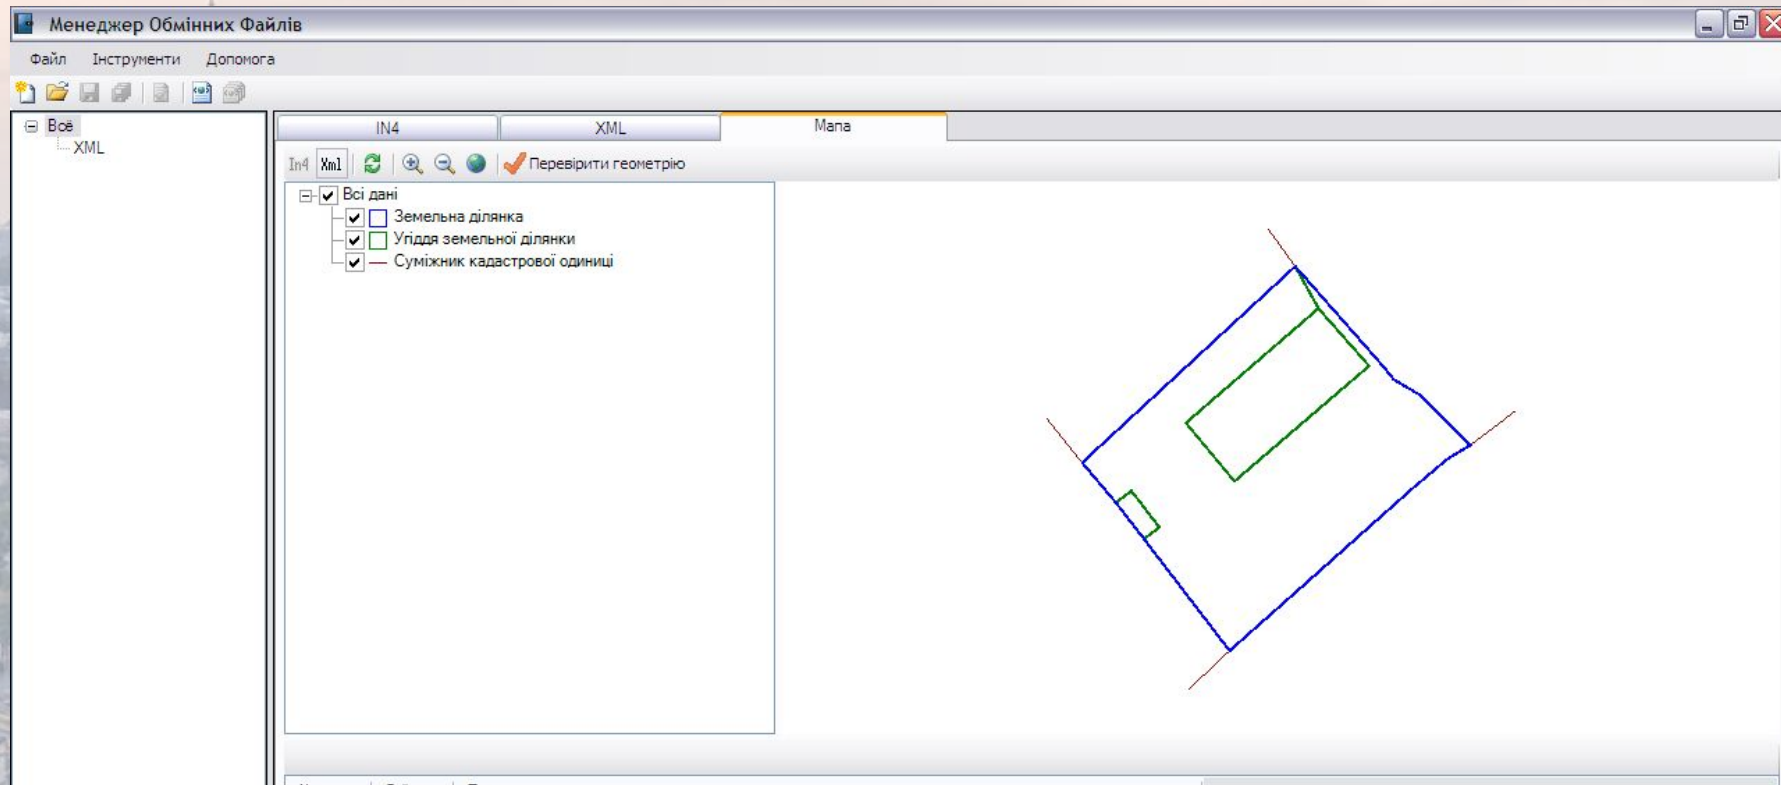 Менеджер Обмінних Файлів
Файл Інструменти Допомога
Всё
XML
IN4 XML Мапа
In4 Xml Перевірити геометрію
Всі дані
Земельна ділянка
Угіддя земельної ділянки
Суміжник кадастрової одиниці